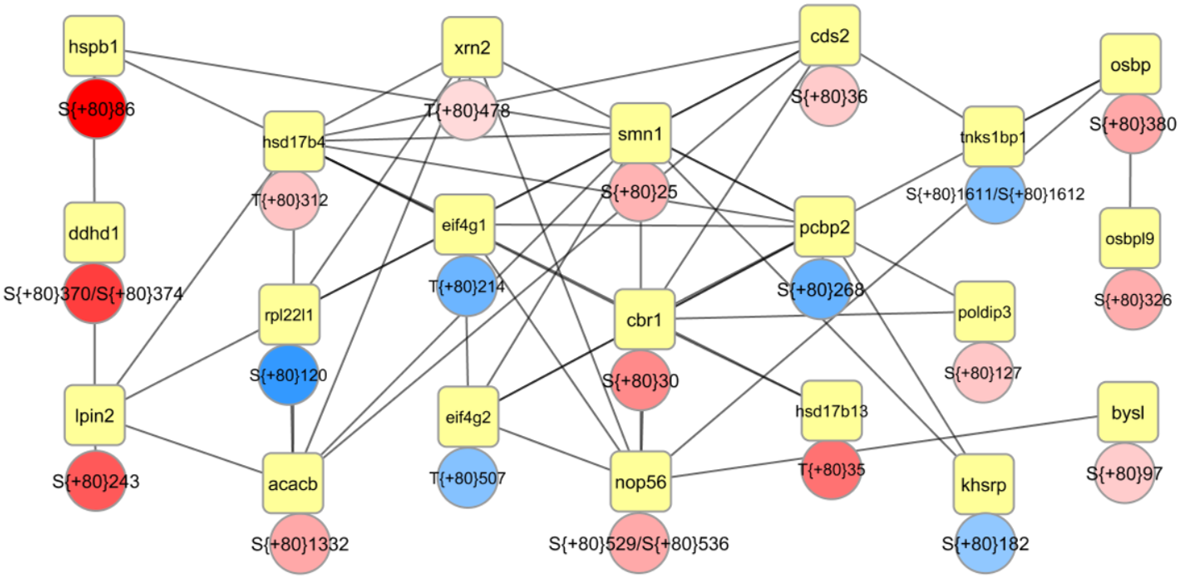 hspb1
S{+80}86
ddhd1
S{+80}370/S{+80}374
lpin2
S{+80}243
hsd17b4
T{+80}312
rpl22l1
S{+80}120
acacb
S{+80}1332
xrn2
T{+80}478
eif4g1
T{+80}214
eif4g2
T{+80}507
smn1
S{+80}25
cbr1
S{+80}30
nop56
S{+80}529/S{+80}536
cds2
S{+80}36
pcbp2
S{+80}268
hsd17b13
T{+80}35
tnks1bp1
S{+80}1611/S{+80}1612
poldip3
S{+80}127
khsrp
S{+80}182
osbp
S{+80}380
osbpl9
S{+80}326
bysl
S{+80}97